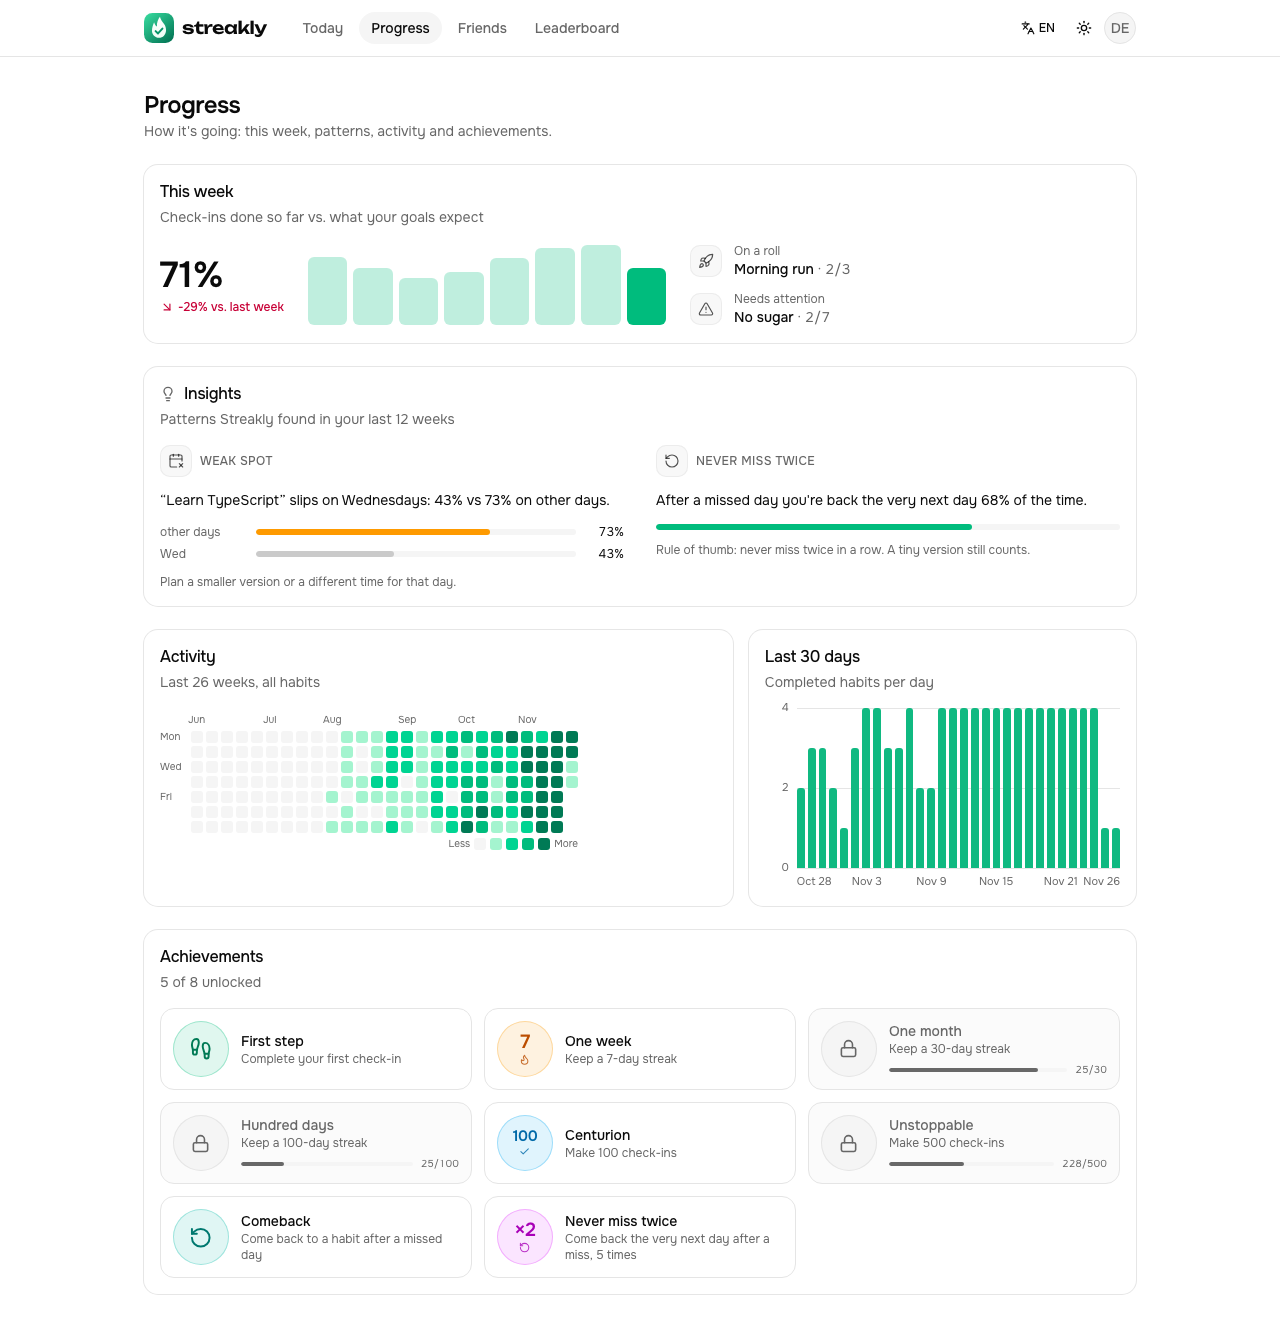 streakly
Today
Progress
Friends
Leaderboard
EN
DE
Progress
How it's going: this week, patterns, activity and achievements.
This week
Check-ins done so far vs. what your goals expect
71%
-29% vs. last week
On a roll
Morning run · 2/3
Needs attention
No sugar · 2/7
Insights
Patterns Streakly found in your last 12 weeks
WEAK SPOT
“Learn TypeScript” slips on Wednesdays: 43% vs 73% on other days.
other days 73%
Wed 43%
Plan a smaller version or a different time for that day.
NEVER MISS TWICE
After a missed day you're back the very next day 68% of the time.
Rule of thumb: never miss twice in a row. A tiny version still counts.
Activity
Last 26 weeks, all habits
Jun Jul Aug Sep Oct Nov
Mon
Wed
Fri
Less More
Last 30 days
Completed habits per day
4
2
0
Oct 28 Nov 3 Nov 9 Nov 15 Nov 21 Nov 26
Achievements
5 of 8 unlocked
First step
Complete your first check-in
7
One week
Keep a 7-day streak
One month
Keep a 30-day streak
25/30
Hundred days
Keep a 100-day streak
25/100
100
Centurion
Make 100 check-ins
Unstoppable
Make 500 check-ins
228/500
Comeback
Come back to a habit after a missed
day
×2
Never miss twice
Come back the very next day after a
miss, 5 times